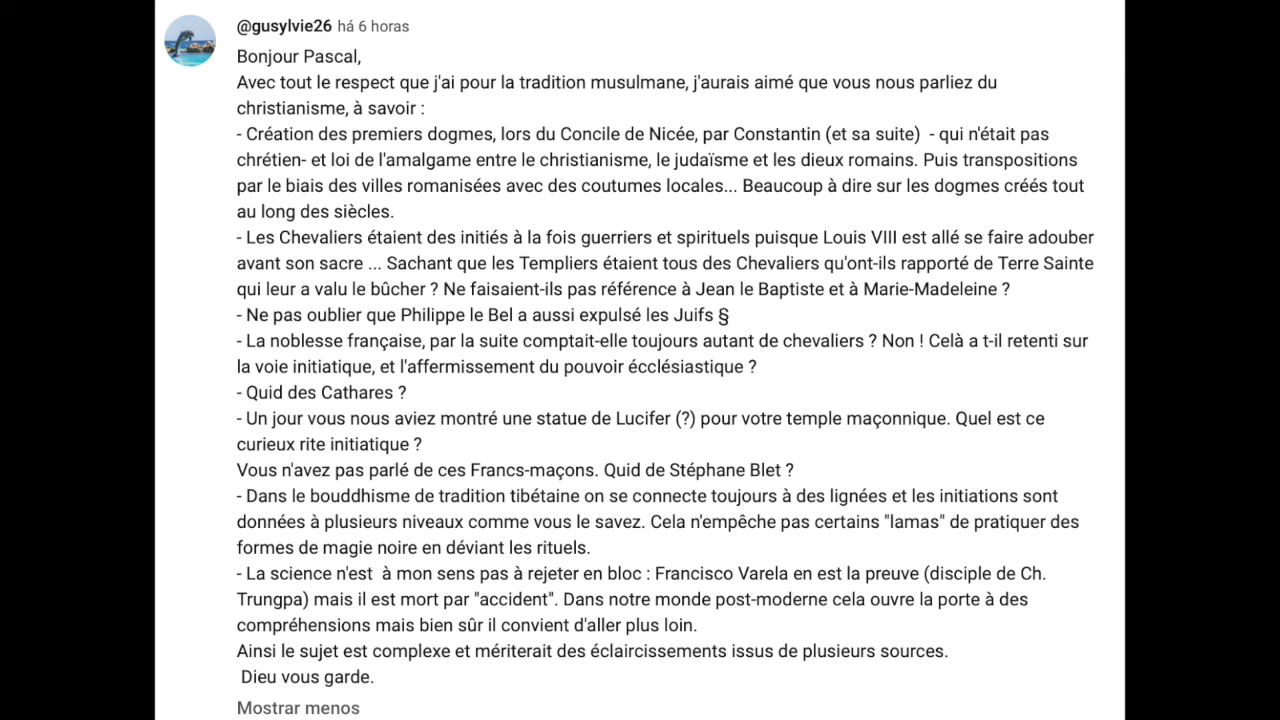 @gusylvie26 há 6 horas
Bonjour Pascal,
Avec tout le respect que j'ai pour la tradition musulmane, j'aurais aimé que vous nous parliez du
christianisme, à savoir :
- Création des premiers dogmes, lors du Concile de Nicée, par Constantin (et sa suite)  - qui n'était pas
chrétien- et loi de l'amalgame entre le christianisme, le judaïsme et les dieux romains. Puis transpositions
par le biais des villes romanisées avec des coutumes locales... Beaucoup à dire sur les dogmes créés tout
au long des siècles.
- Les Chevaliers étaient des initiés à la fois guerriers et spirituels puisque Louis VIII est allé se faire adouber
avant son sacre ... Sachant que les Templiers étaient tous des Chevaliers qu'ont-ils rapporté de Terre Sainte
qui leur a valu le bûcher ? Ne faisaient-ils pas référence à Jean le Baptiste et à Marie-Madeleine ?
- Ne pas oublier que Philippe le Bel a aussi expulsé les Juifs §
- La noblesse française, par la suite comptait-elle toujours autant de chevaliers ? Non ! Celà a t-il retenti sur
la voie initiatique, et l'affermissement du pouvoir écclésiastique ?
- Quid des Cathares ?
- Un jour vous nous aviez montré une statue de Lucifer (?) pour votre temple maçonnique. Quel est ce
curieux rite initiatique ?
Vous n'avez pas parlé de ces Francs-maçons. Quid de Stéphane Blet ?
- Dans le bouddhisme de tradition tibétaine on se connecte toujours à des lignées et les initiations sont
données à plusieurs niveaux comme vous le savez. Cela n'empêche pas certains "lamas" de pratiquer des
formes de magie noire en déviant les rituels.
- La science n'est  à mon sens pas à rejeter en bloc : Francisco Varela en est la preuve (disciple de Ch.
Trungpa) mais il est mort par "accident". Dans notre monde post-moderne cela ouvre la porte à des
compréhensions mais bien sûr il convient d'aller plus loin.
Ainsi le sujet est complexe et mériterait des éclaircissements issus de plusieurs sources.
Dieu vous garde.
Mostrar menos